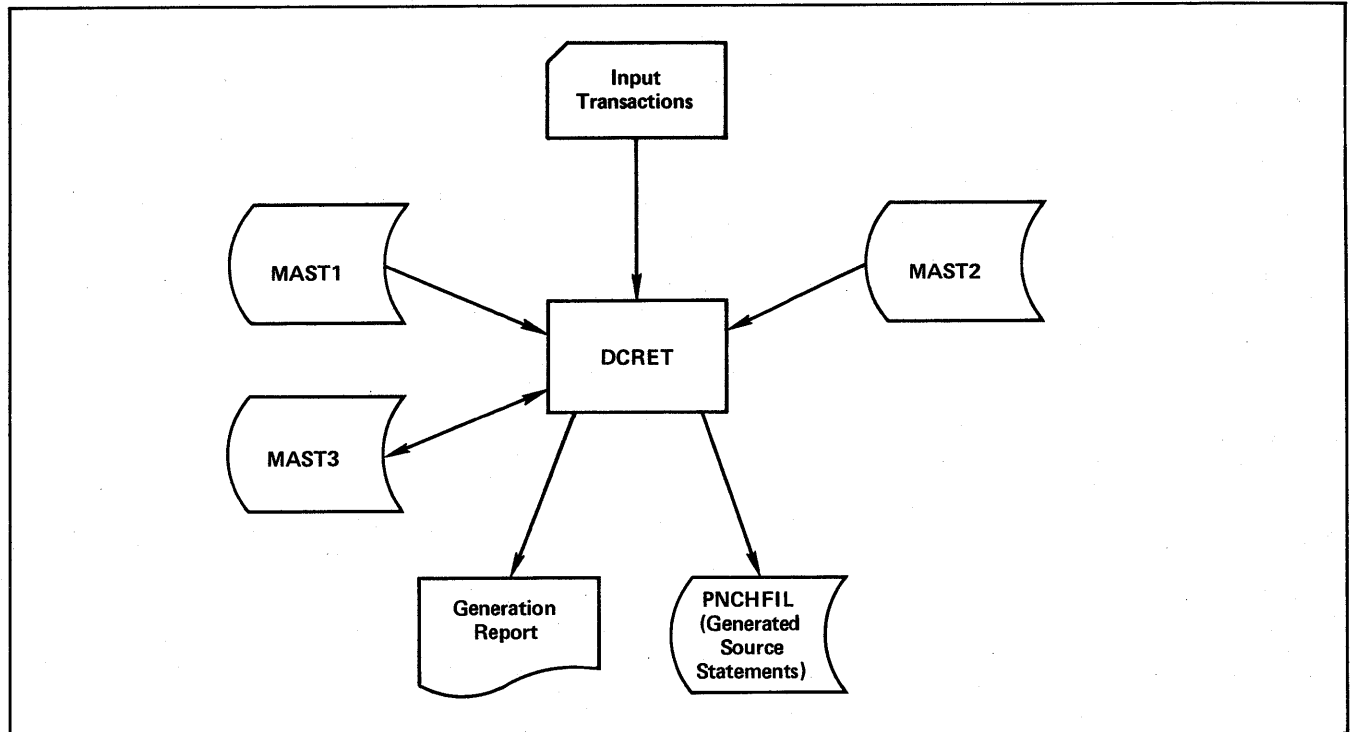 Input
Transactions
MAST1
MAST2
DCRET
MAST3
Generation
Report
PNCHFIL
(Generated
Source
Statements)